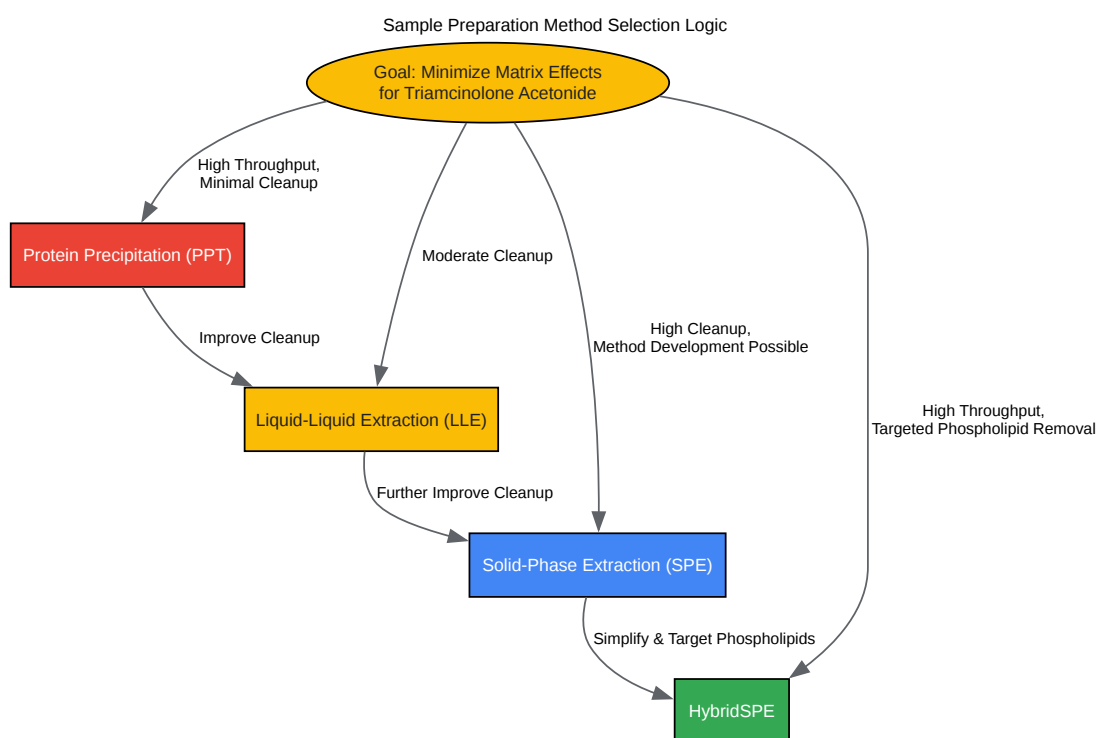 Sample Preparation Method Selection Logic
Goal: Minimize Matrix Effects
for Triamcinolone Acetonide
High Throughput,
Minimal Cleanup
Protein Precipitation (PPT)
Moderate Cleanup
Improve Cleanup
High Cleanup,
Method Development Possible
High Throughput,
Targeted Phospholipid Removal
Liquid-Liquid Extraction (LLE)
Further Improve Cleanup
Solid-Phase Extraction (SPE)
Simplify & Target Phospholipids
HybridSPE